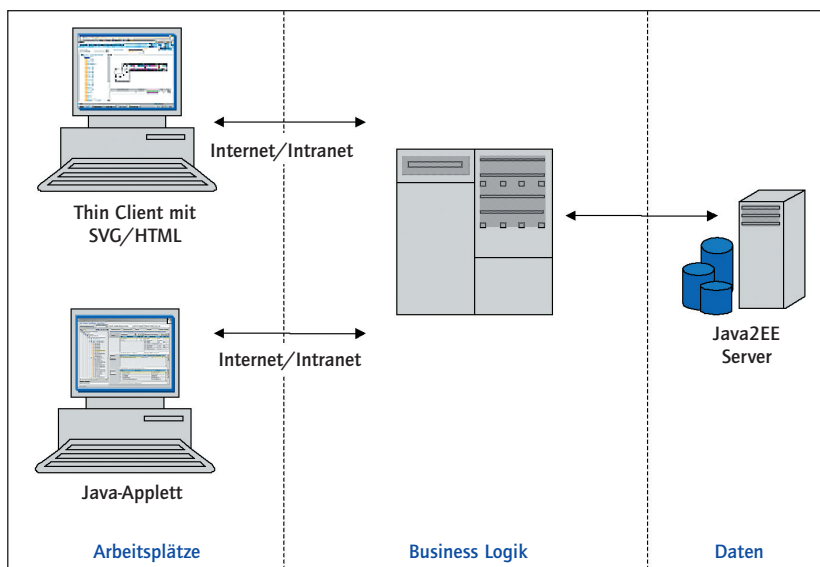 Internet/Intranet
Thin Client mit
SVG/HTML
Internet/Intranet
Java-Applett
Java2EE
Server
Arbeitsplätze
Business Logik
Daten